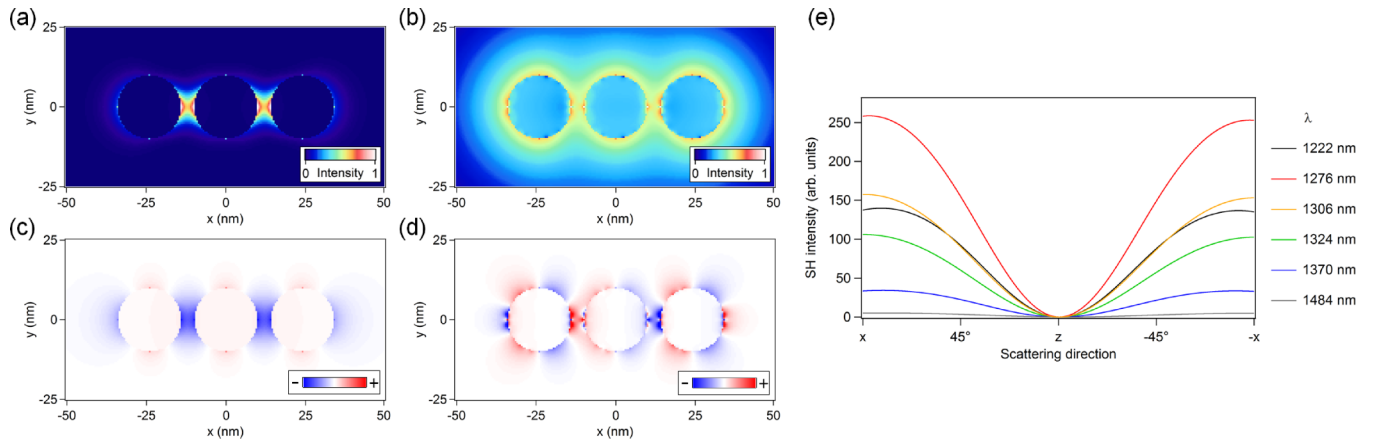 (a)
25
0
-25
y (nm)
0 Intensity 1
-50 -25 0 25 50
x (nm)
(b)
25
0
-25
y (nm)
0 Intensity 1
-50 -25 0 25 50
x (nm)
(c)
25
0
-25
y (nm)
- +
-50 -25 0 25 50
x (nm)
(d)
25
0
-25
y (nm)
- +
-50 -25 0 25 50
x (nm)
(e)
SH intensity (arb. units)
250
200
150
100
50
0
x 45° z -45° -x
Scattering direction
λ
1222 nm
1276 nm
1306 nm
1324 nm
1370 nm
1484 nm